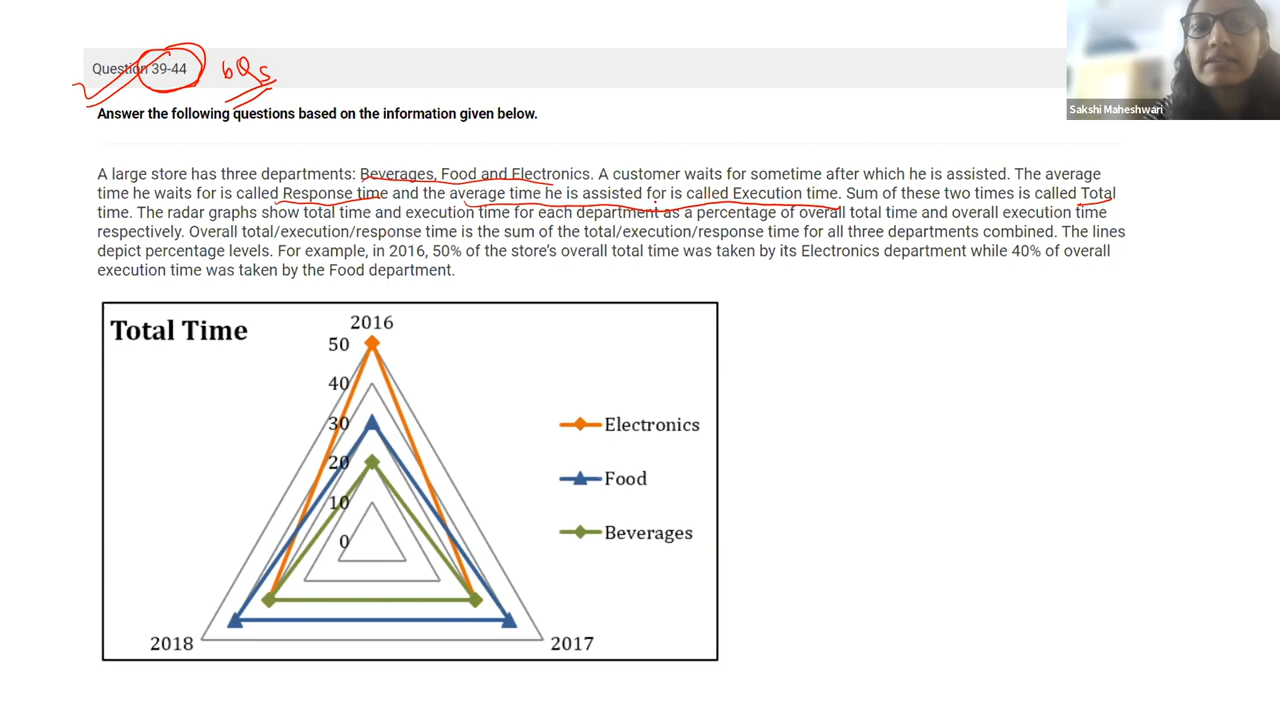 Question 39-44
6Qs
Sakshi Maheshwari
Answer the following questions based on the information given below.
A large store has three departments: Beverages, Food and Electronics. A customer waits for sometime after which he is assisted. The average
time he waits for is called Response time and the average time he is assisted for is called Execution time. Sum of these two times is called Total
time. The radar graphs show total time and execution time for each department as a percentage of overall total time and overall execution time
respectively. Overall total/execution/response time is the sum of the total/execution/response time for all three departments combined. The lines
depict percentage levels. For example, in 2016, 50% of the store’s overall total time was taken by its Electronics department while 40% of overall
execution time was taken by the Food department.
Total Time
2016
50
40
30
20
10
0
2018
2017
Electronics
Food
Beverages